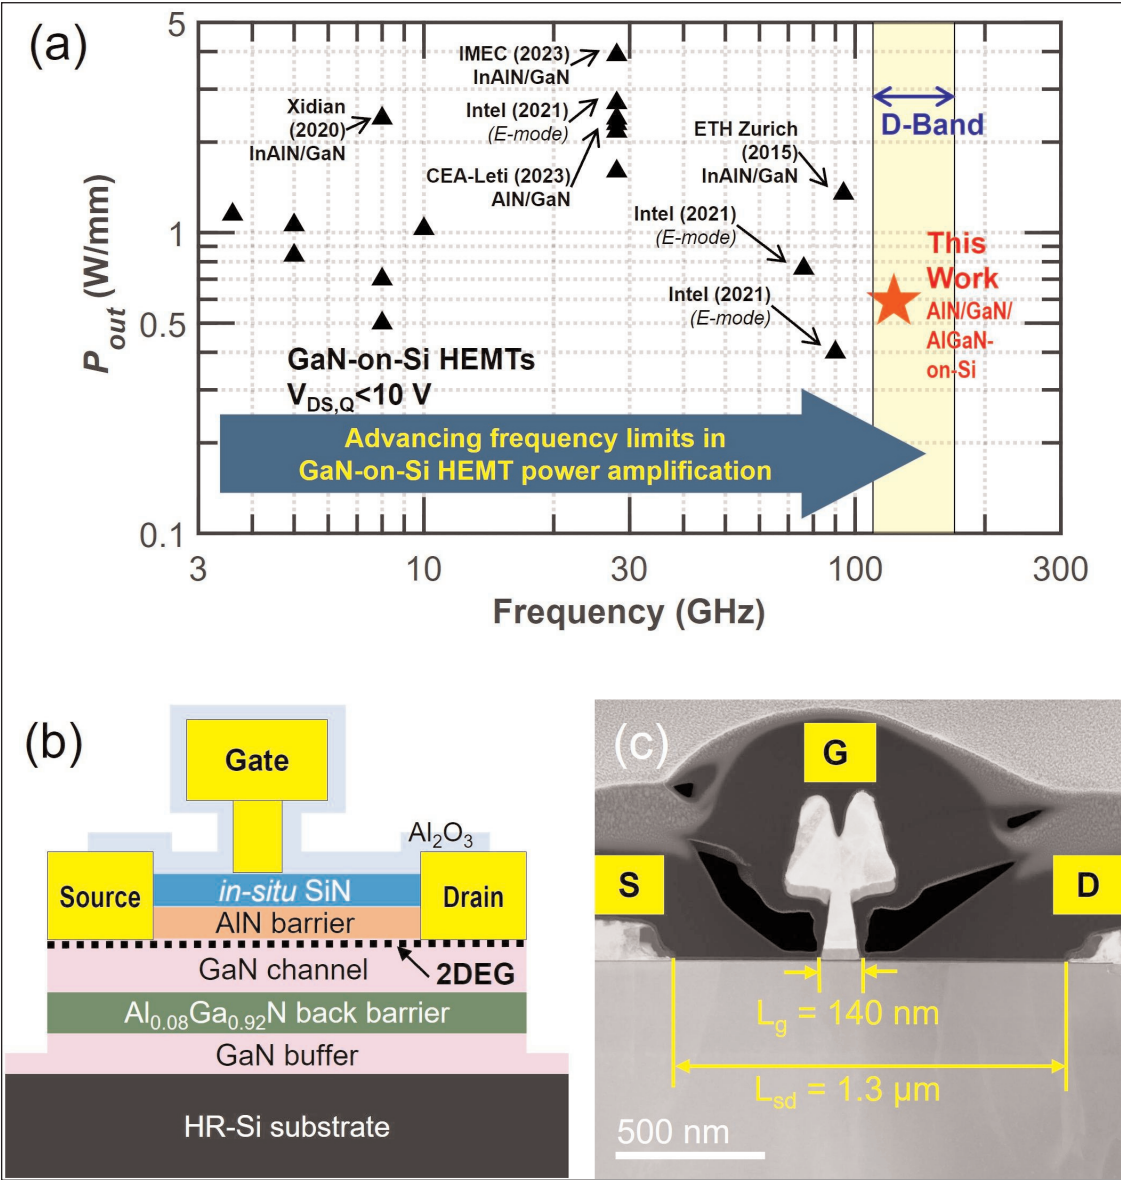 (a)
5
1
0.5
0.1
P_out (W/mm)
IMEC (2023)
InAlN/GaN
Intel (2021)
(E-mode)
CEA-Leti (2023)
AlN/GaN
Xidian
(2020)
InAlN/GaN
ETH Zurich
(2015)
InAlN/GaN
Intel (2021)
(E-mode)
Intel (2021)
(E-mode)
D-Band
This
Work
AlN/GaN/
AlGaN-
on-Si
GaN-on-Si HEMTs
V_DS,Q<10 V
Advancing frequency limits in
GaN-on-Si HEMT power amplification
3
10
30
100
300
Frequency (GHz)
(b)
Gate
Al₂O₃
Source
in-situ SiN
Drain
AlN barrier
GaN channel
2DEG
Al₀.₀₈Ga₀.₉₂N back barrier
GaN buffer
HR-Si substrate
(c)
G
S
D
L_g = 140 nm
L_sd = 1.3 μm
500 nm